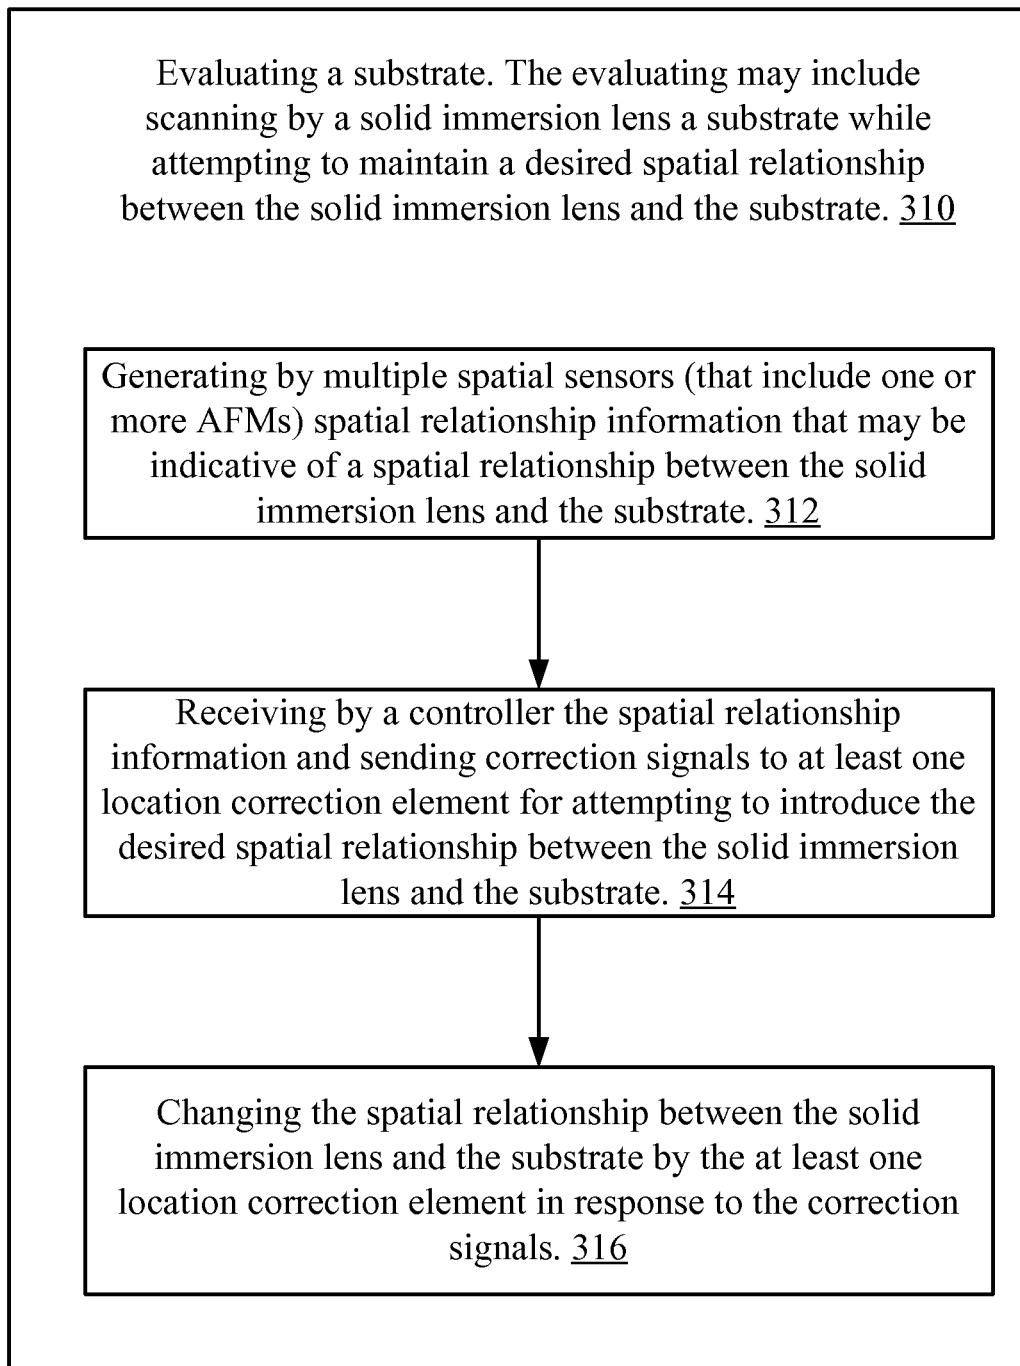 Evaluating a substrate. The evaluating may include
scanning by a solid immersion lens a substrate while
attempting to maintain a desired spatial relationship
between the solid immersion lens and the substrate. 310
Generating by multiple spatial sensors (that include one or
more AFMs) spatial relationship information that may be
indicative of a spatial relationship between the solid
immersion lens and the substrate. 312
Receiving by a controller the spatial relationship
information and sending correction signals to at least one
location correction element for attempting to introduce the
desired spatial relationship between the solid immersion
lens and the substrate. 314
Changing the spatial relationship between the solid
immersion lens and the substrate by the at least one
location correction element in response to the correction
signals. 316